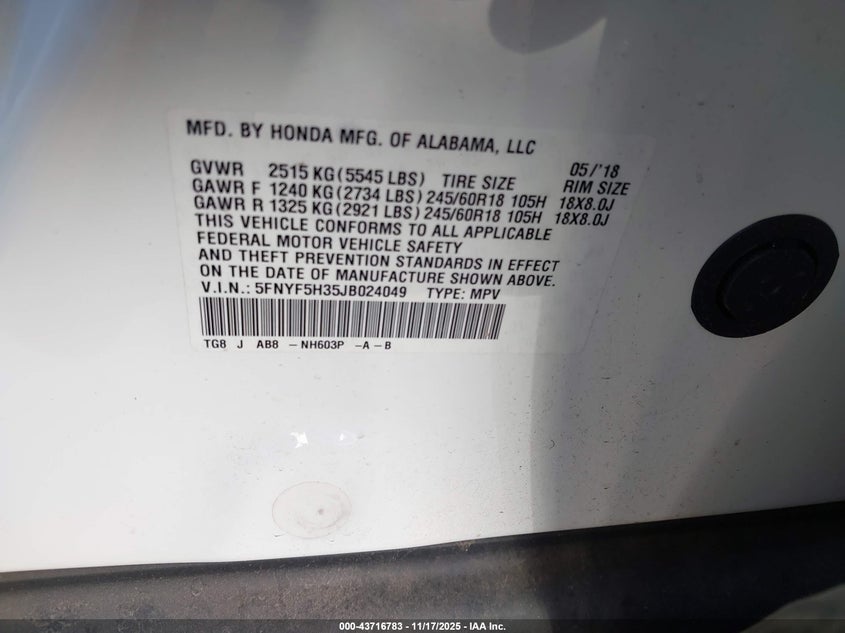 MFD. BY HONDA MFG. OF ALABAMA, LLC
GVWR 2515 KG (5545 LBS) TIRE SIZE 05/'18 RIM SIZE
GAWR F 1240 KG (2734 LBS) 245/60R18 105H 18X8.0J
GAWR R 1325 KG (2921 LBS) 245/60R18 105H 18X8.0J
THIS VEHICLE CONFORMS TO ALL APPLICABLE
FEDERAL MOTOR VEHICLE SAFETY
AND THEFT PREVENTION STANDARDS IN EFFECT
ON THE DATE OF MANUFACTURE SHOWN ABOVE.
V.I.N.: 5FNYF5H35JB024049 TYPE: MPV
TG8 J AB8 -NH603P -A-B
000-43716783 - 11/17/2025 - IAA Inc.